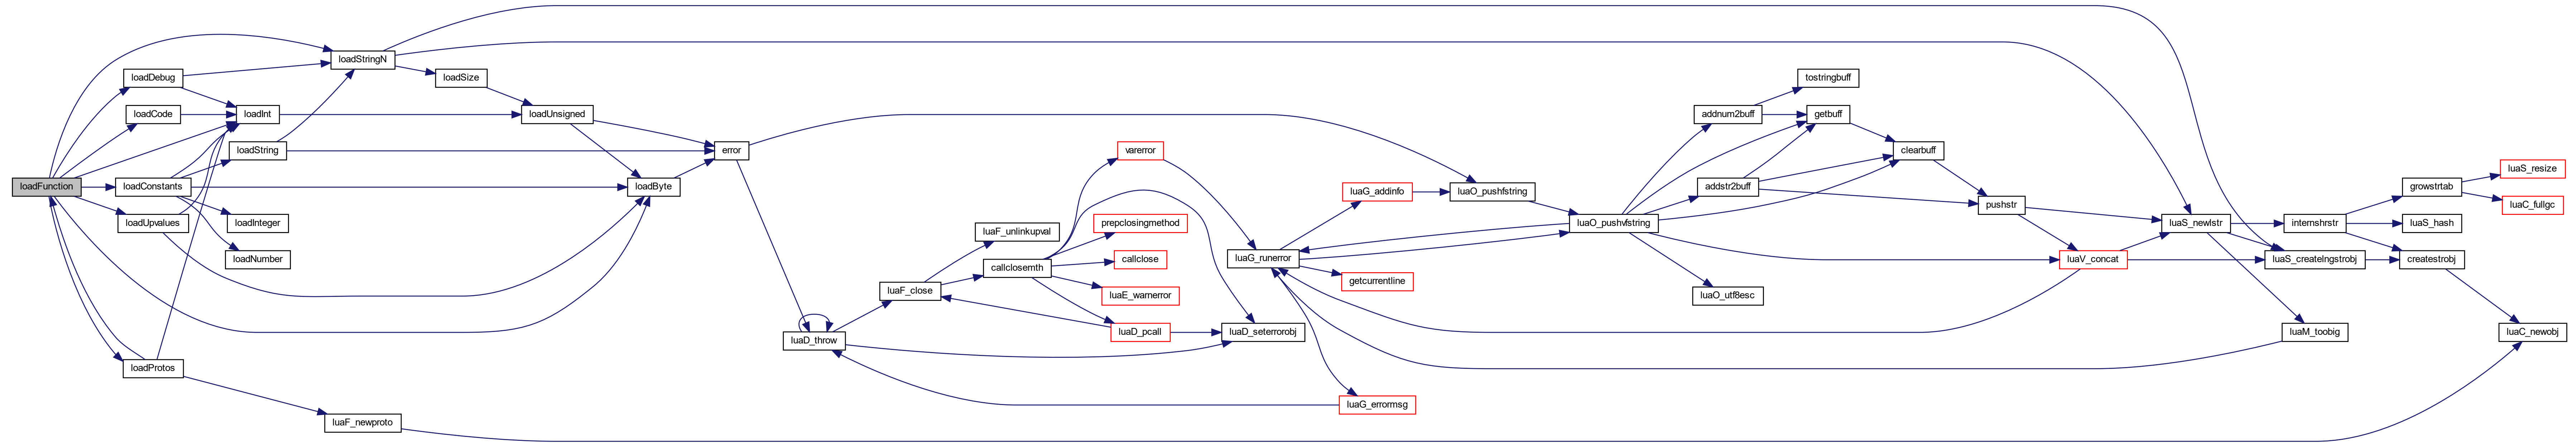 loadFunction
loadDebug
loadCode
loadConstants
loadUpvalues
loadProtos
loadStringN
loadInt
loadString
loadInteger
loadNumber
luaF_newproto
loadSize
loadUnsigned
loadByte
error
luaD_throw
luaF_close
luaF_unlinkupval
callclosemth
varerror
prepclosingmethod
callclose
luaE_warnerror
luaD_pcall
luaD_seterrorobj
luaG_runerror
luaG_addinfo
getcurrentline
luaG_errormsg
luaO_pushfstring
luaO_pushvfstring
addnum2buff
addstr2buff
luaO_utf8esc
tostringbuff
getbuff
clearbuff
pushstr
luaV_concat
luaS_newlstr
luaS_createlngstrobj
luaM_toobig
internshrstr
growstrtab
luaS_hash
createstrobj
luaS_resize
luaC_fullgc
luaC_newobj